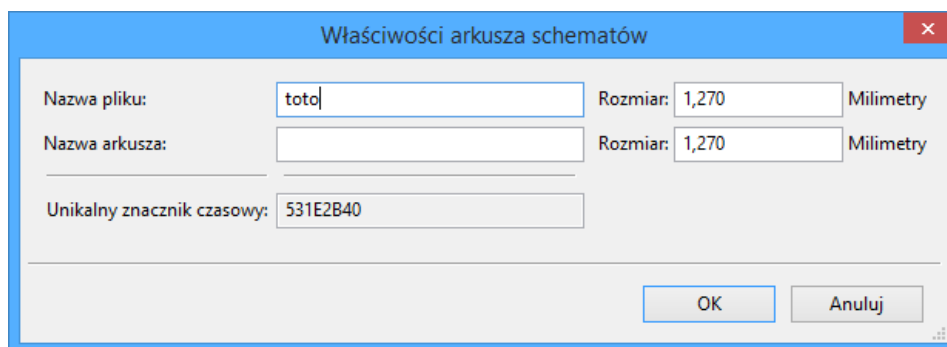 Właściwości arkusza schematów
Nazwa pliku: toto Rozmiar: 1,270 Milimetry
Nazwa arkusza: Rozmiar: 1,270 Milimetry
Unikalny znacznik czasowy: 531E2B40
OK Anuluj